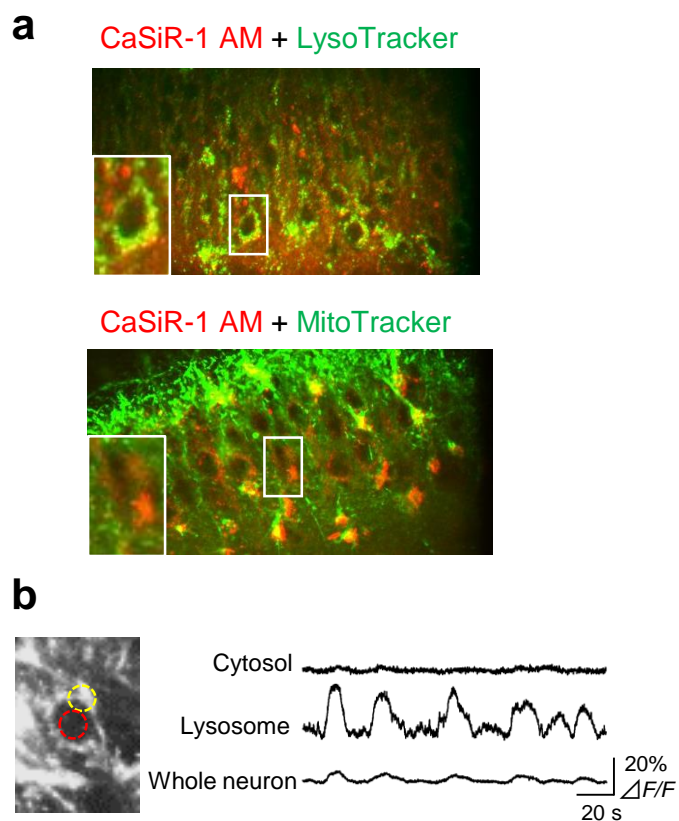 a
CaSiR-1 AM + LysoTracker
CaSiR-1 AM + MitoTracker
b
Cytosol
Lysosome
Whole neuron
20%
⊿F/F
20 s